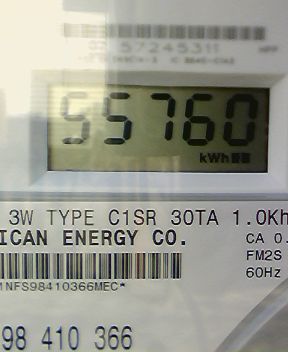 57245311
55760
kWh
3W TYPE C1SR 30TA 1.0Kh
ICAN ENERGY CO.
CA 0.
FM2S
60Hz
1NFS98410366MEC*
98 410 366